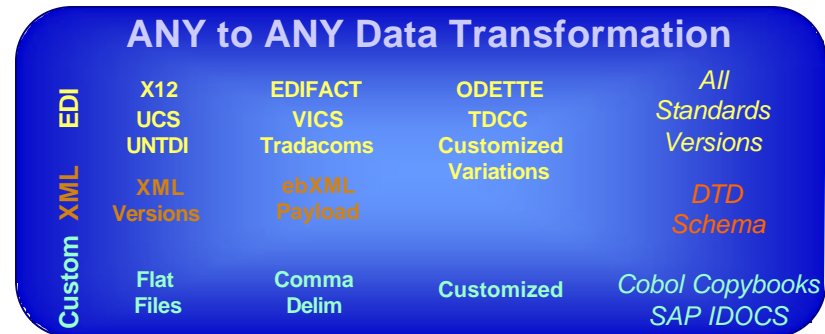 ANY to ANY Data Transformation
EDI
X12
UCS
UNTDI
EDIFACT
VICS
Tradacoms
ODETTE
TDCC
Customized
Variations
All
Standards
Versions
XML
XML
Versions
ebXML
Payload
DTD
Schema
Custom
Flat
Files
Comma
Delim
Customized
Cobol Copybooks
SAP IDOCS